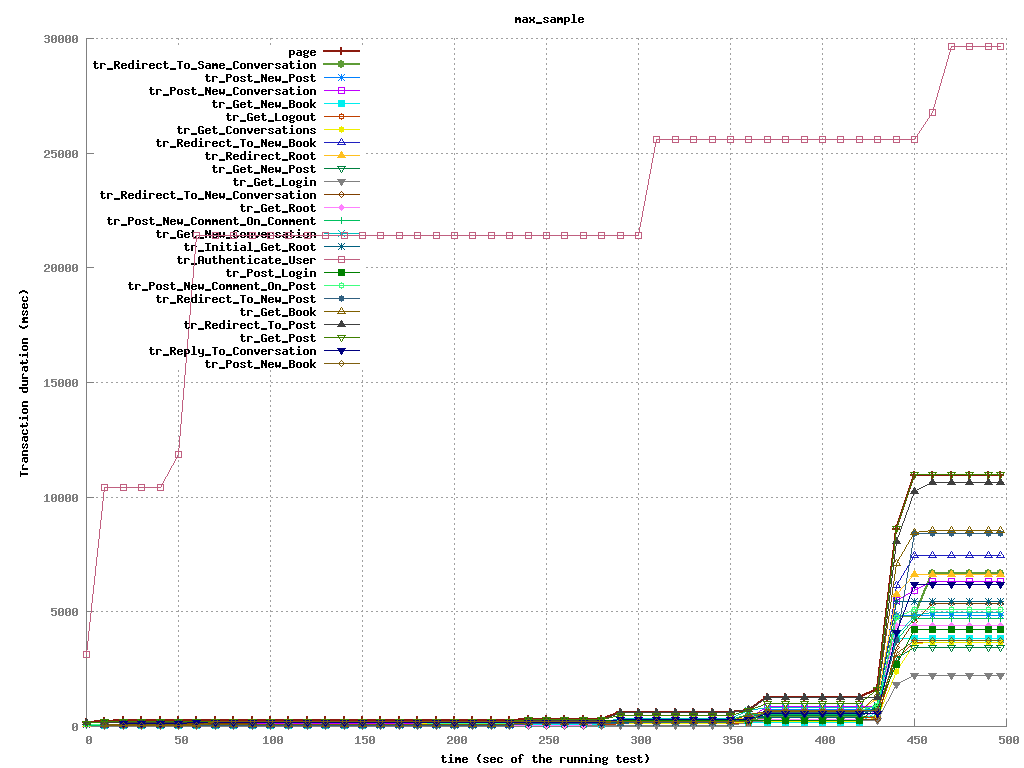 max_sample
30000
25000
20000
15000
10000
5000
0
Transaction duration (msec)
page
tr_Redirect_To_Same_Conversation
tr_Post_New_Post
tr_Post_New_Conversation
tr_Get_New_Book
tr_Get_Logout
tr_Get_Conversations
tr_Redirect_To_New_Book
tr_Redirect_Root
tr_Get_New_Post
tr_Get_Login
tr_Redirect_To_New_Conversation
tr_Get_Root
tr_Post_New_Comment_On_Comment
tr_Get_New_Conversation
tr_Initial_Get_Root
tr_Authenticate_User
tr_Post_Login
tr_Post_New_Comment_On_Post
tr_Redirect_To_New_Post
tr_Get_Book
tr_Redirect_To_Post
tr_Get_Post
tr_Reply_To_Conversation
tr_Post_New_Book
0 50 100 150 200 250 300 350 400 450 500
time (sec of the running test)